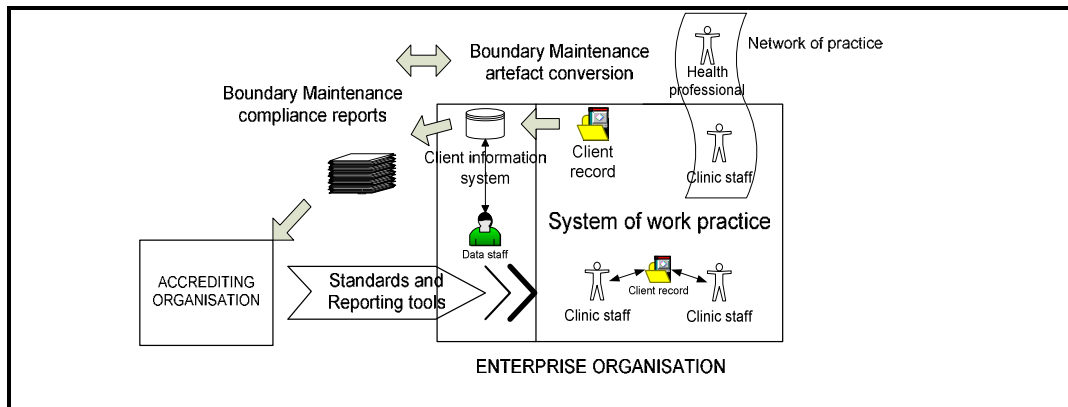 Boundary Maintenance
artefact conversion
Network of practice
Health
professional
Boundary Maintenance
compliance reports
Client information
system
Client
record
Clinic staff
System of work practice
Data staff
ACCREDITING
ORGANISATION
Standards and
Reporting tools
Client record
Clinic staff
Clinic staff
ENTERPRISE ORGANISATION